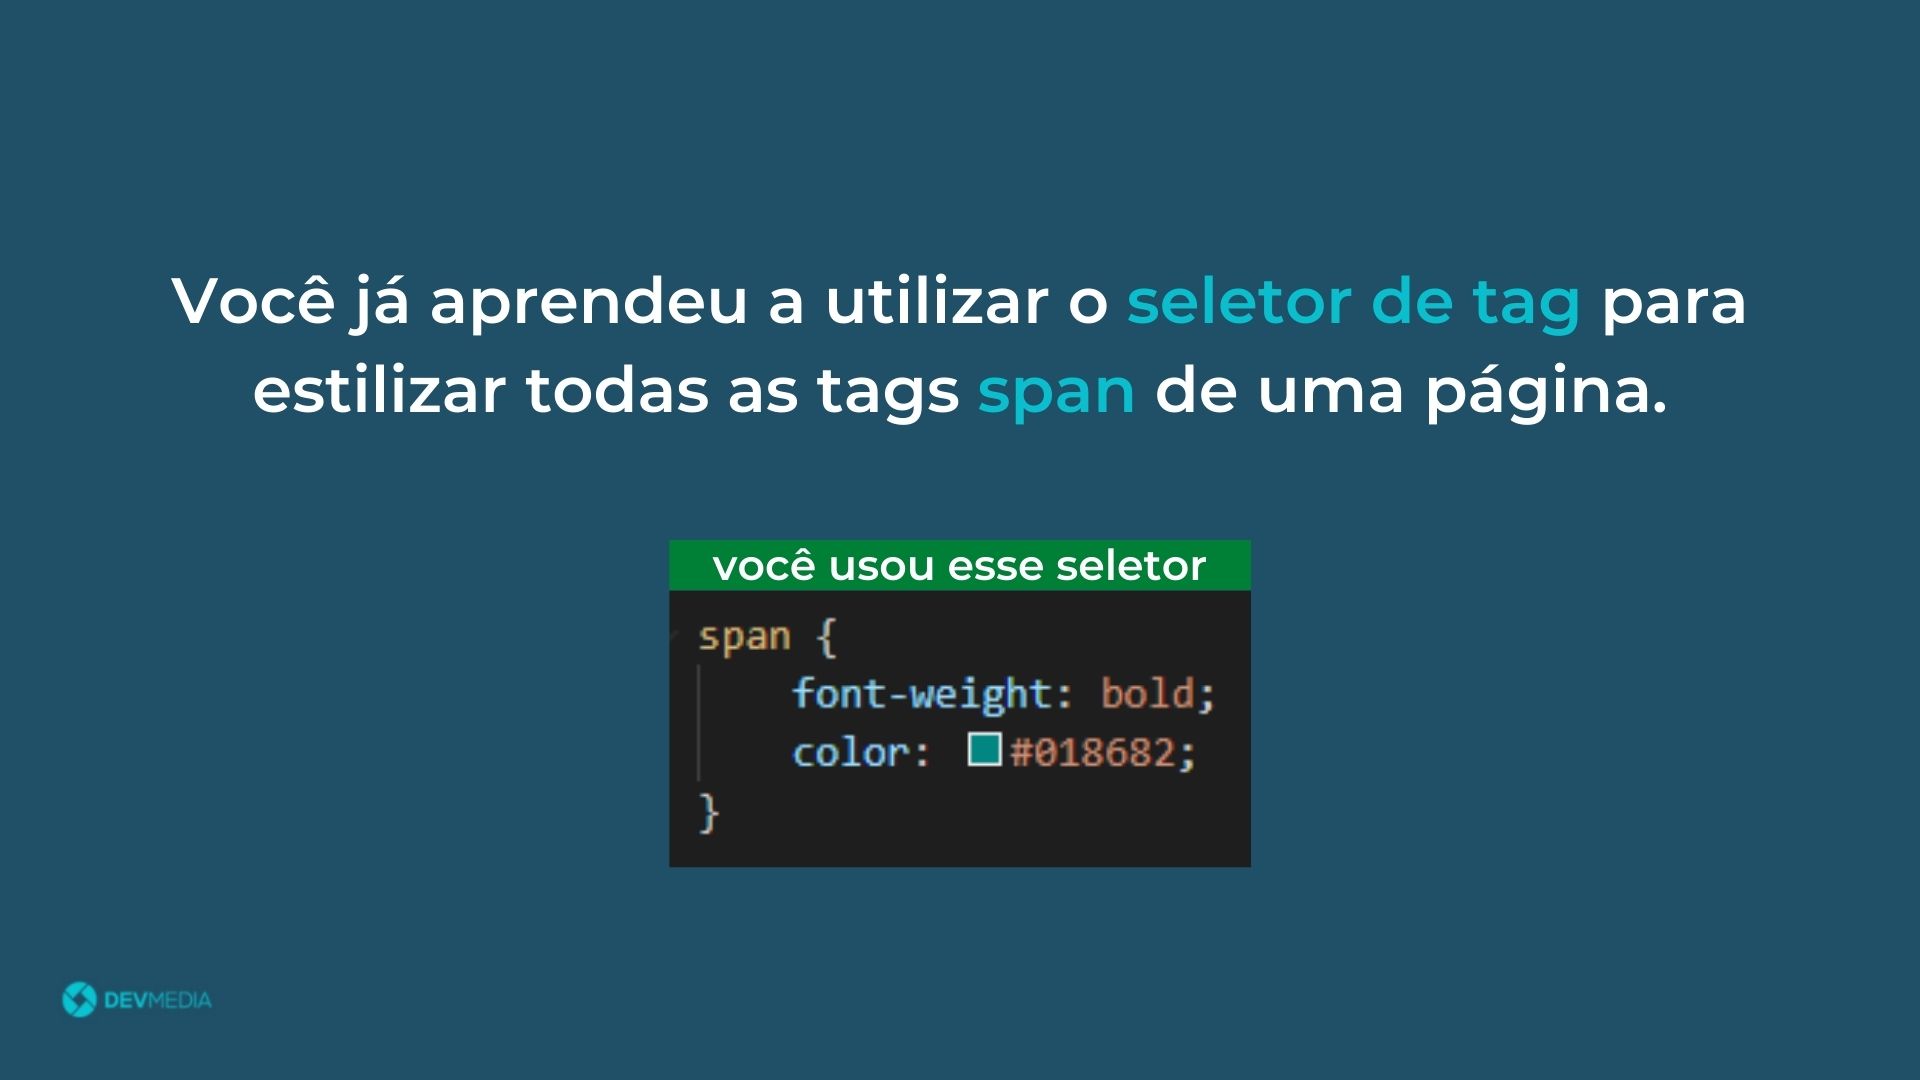 Você já aprendeu a utilizar o seletor de tag para
estilizar todas as tags span de uma página.
você usou esse seletor
span {
font-weight: bold;
color: #018682;
}
DEVMEDIA